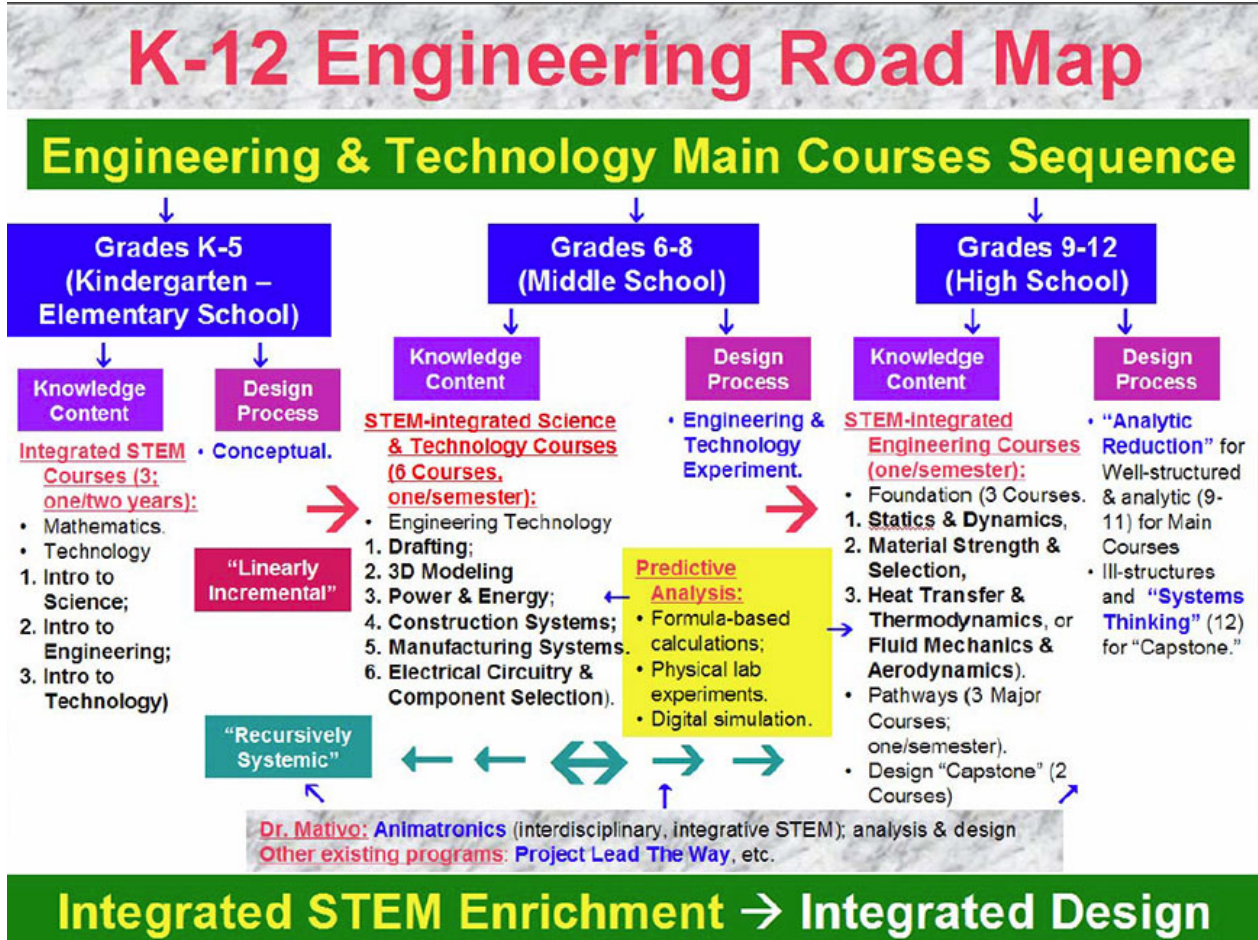 K-12 Engineering Road Map
Engineering & Technology Main Courses Sequence
Grades K-5
(Kindergarten –
Elementary School)
Knowledge
Content
Design
Process
Integrated STEM
Courses (3;
one/two years):
• Mathematics.
• Technology
1. Intro to
Science;
2. Intro to
Engineering;
3. Intro to
Technology)
• Conceptual.
"Linearly
Incremental"
"Recursively
Systemic"
Grades 6-8
(Middle School)
Knowledge
Content
Design
Process
STEM-integrated Science
& Technology Courses
(6 Courses,
one/semester):
• Engineering Technology
1. Drafting;
2. 3D Modeling
3. Power & Energy;
4. Construction Systems;
5. Manufacturing Systems.
6. Electrical Circuitry &
Component Selection).
• Engineering &
Technology
Experiment.
Predictive
Analysis:
• Formula-based
calculations;
• Physical lab
experiments.
• Digital simulation.
Grades 9-12
(High School)
Knowledge
Content
Design
Process
STEM-integrated
Engineering Courses
(one/semester):
• Foundation (3 Courses.
1. Statics & Dynamics,
2. Material Strength &
Selection,
3. Heat Transfer &
Thermodynamics, or
Fluid Mechanics &
Aerodynamics).
• Pathways (3 Major
Courses;
one/semester).
• Design "Capstone" (2
Courses)
• "Analytic
Reduction" for
Well-structured
& analytic (9-
11) for Main
Courses
• Ill-structures
and "Systems
Thinking" (12)
for "Capstone."
Dr. Mativo: Animatronics (interdisciplinary, integrative STEM); analysis & design
Other existing programs: Project Lead The Way, etc.
Integrated STEM Enrichment → Integrated Design